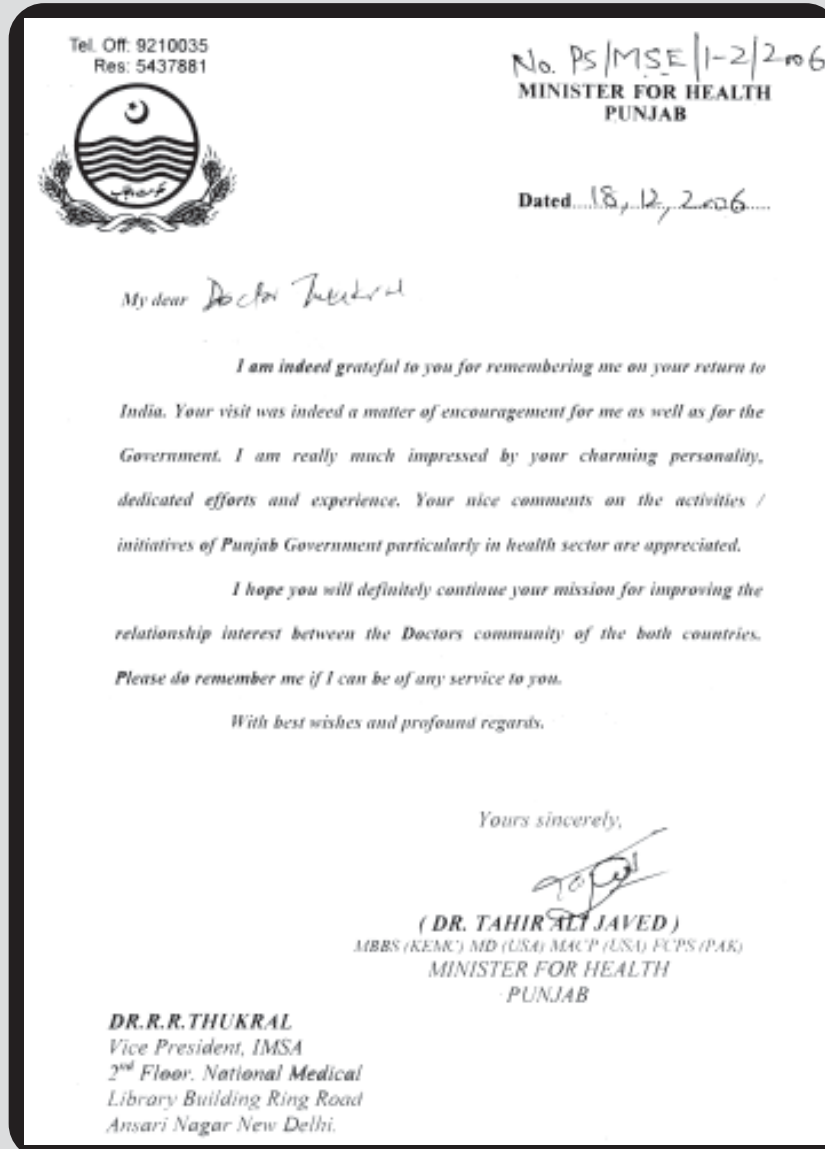 Tel. Off: 9210035
Res: 5437881
No. PS/MSE/1-2/2006
MINISTER FOR HEALTH
PUNJAB
حکومت پنجاب
Dated....18,.12,.2006.....
My dear Doctor Thukral
I am indeed grateful to you for remembering me on your return to
India. Your visit was indeed a matter of encouragement for me as well as for the
Government. I am really much impressed by your charming personality,
dedicated efforts and experience. Your nice comments on the activities /
initiatives of Punjab Government particularly in health sector are appreciated.
I hope you will definitely continue your mission for improving the
relationship interest between the Doctors community of the both countries.
Please do remember me if I can be of any service to you.
With best wishes and profound regards.
Yours sincerely,
( DR. TAHIR ALI JAVED )
MBBS (KEMC) MD (USA) MACP (USA) FCPS (PAK)
MINISTER FOR HEALTH
PUNJAB
DR.R.R.THUKRAL
Vice President, IMSA
2nd Floor. National Medical
Library Building Ring Road
Ansari Nagar New Delhi.